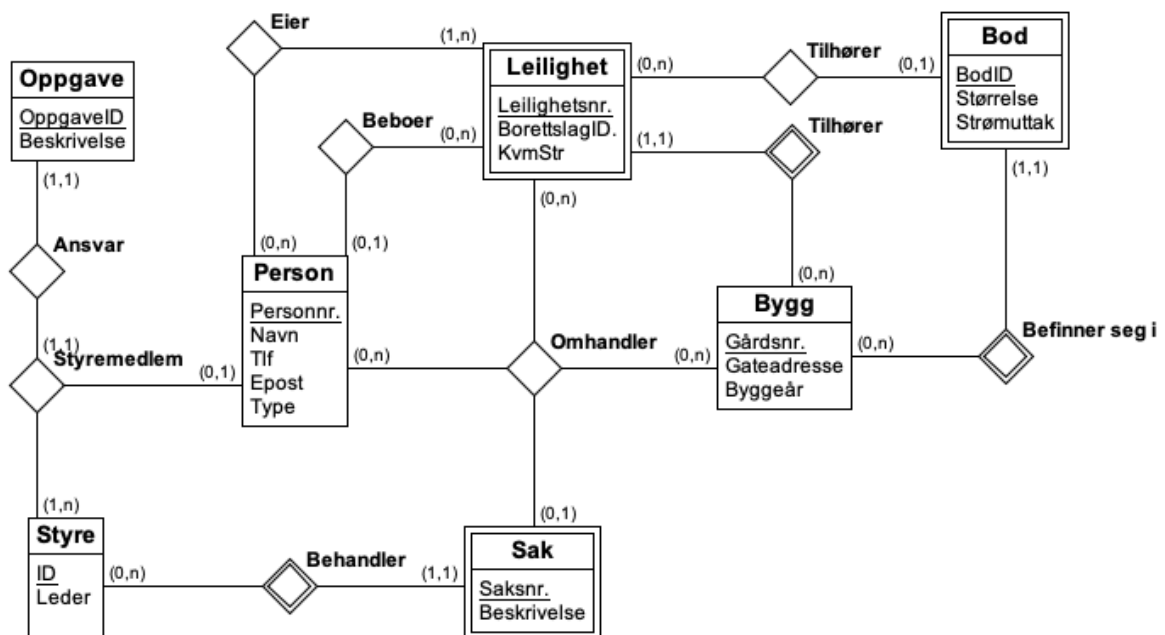 Eier
(1,n)
Oppgave
OppgaveID
Beskrivelse
Leilighet
Leilighetsnr.
BorettslagID.
KvmStr
(0,n)
Tilhører
(0,1)
Bod
BodID
Størrelse
Strømuttak
Beboer
(0,n)
(1,1)
Tilhører
(1,1)
(1,1)
(0,n)
Ansvar
(0,n)
(0,1)
Person
Personnr.
Navn
Tlf
Epost
Type
(0,n)
Bygg
Gårdsnr.
Gateadresse
Byggeår
(1,1)
Styremedlem
(0,1)
(0,n)
Omhandler
(0,n)
(0,n)
Befinner seg i
(1,n)
Styre
ID
Leder
(0,n)
Behandler
(1,1)
(0,1)
Sak
Saksnr.
Beskrivelse